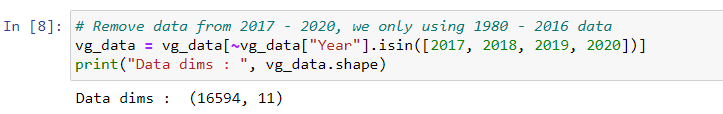 In [8]: # Remove data from 2017 - 2020, we only using 1980 - 2016 data
vg_data = vg_data[~vg_data["Year"].isin([2017, 2018, 2019, 2020])]
print("Data dims : ", vg_data.shape)
Data dims :  (16594, 11)